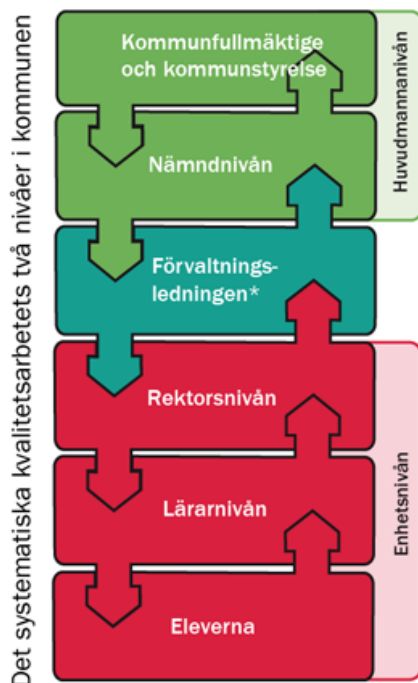 Det systematiska kvalitetsarbetets två nivåer i kommunen
Kommunfullmäktige
och kommunstyrelse
Nämndnivån
Huvudmannanivån
Förvaltnings-
ledningen*
Rektorsnivån
Lärarnivån
Eleverna
Enhetsnivån